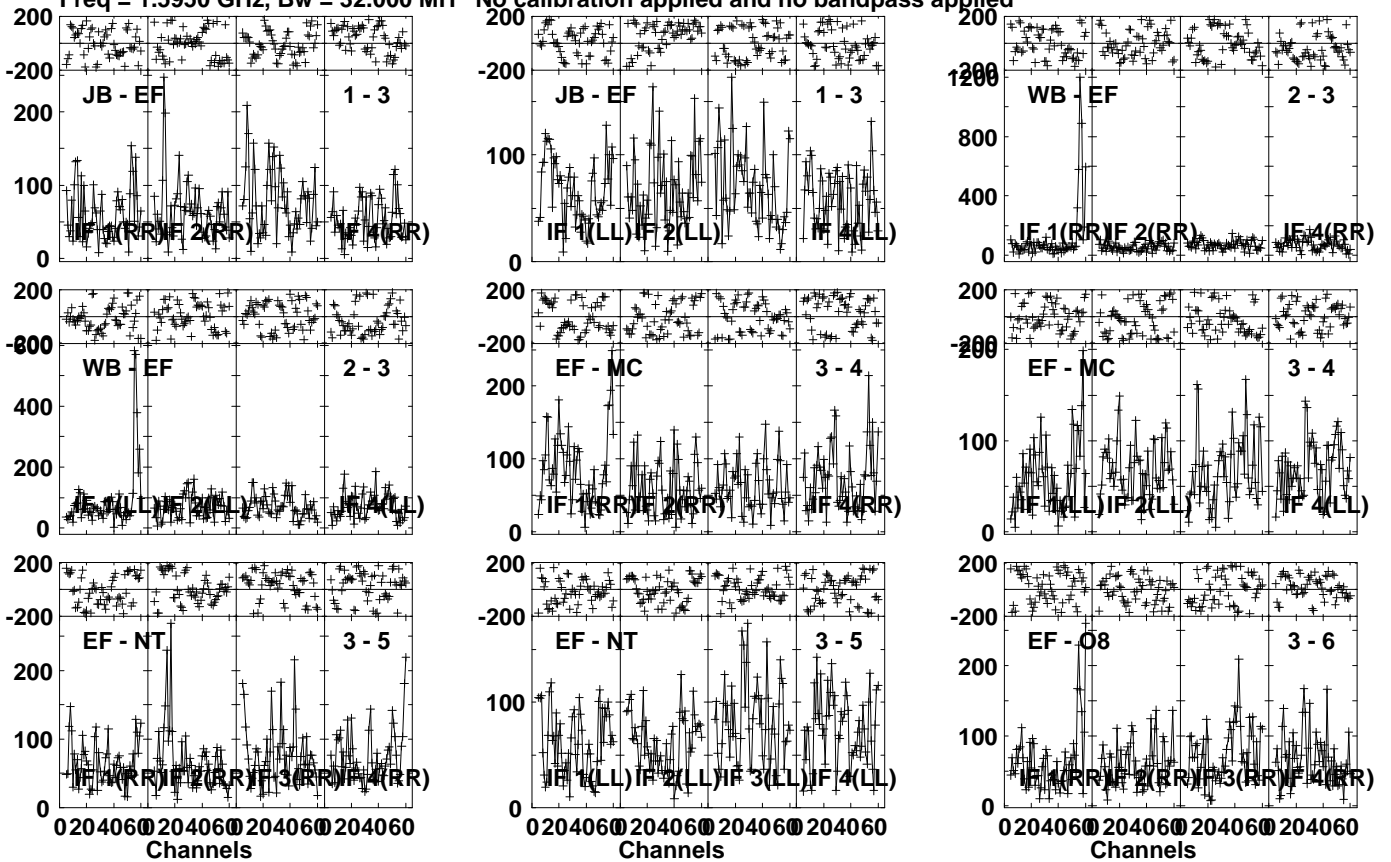 Freq = 1.5950 GHz, Bw = 32.000 MH No calibration applied and no bandpass applied
200
-200
JB - EF 1 - 3
200
100
0
IF 1(RR) IF 2(RR) IF 4(RR)
JB - EF 1 - 3
100
0
IF 1(LL) IF 2(LL) IF 4(LL)
200
-200
1200
WB - EF 2 - 3
800
400
0
IF 1(RR) IF 2(RR) IF 4(RR)
200
-200
600
WB - EF 2 - 3
400
200
0
IF 1(LL) IF 2(LL) IF 4(LL)
200
-200
EF - MC 3 - 4
200
100
0
IF 1(RR) IF 2(RR) IF 4(RR)
200
-200
200
EF - MC 3 - 4
100
0
IF 1(LL) IF 2(LL) IF 4(LL)
200
-200
EF - NT 3 - 5
200
100
0
IF 1(RR) IF 2(RR) IF 3(RR) IF 4(RR)
0 20 40 60 0 20 40 60 0 20 40 60 0 20 40 60
Channels
200
-200
EF - NT 3 - 5
100
0
IF 1(LL) IF 2(LL) IF 3(LL) IF 4(LL)
0 20 40 60 0 20 40 60 0 20 40 60 0 20 40 60
Channels
200
-200
EF - O8 3 - 6
200
100
0
IF 1(RR) IF 2(RR) IF 3(RR) IF 4(RR)
0 20 40 60 0 20 40 60 0 20 40 60 0 20 40 60
Channels